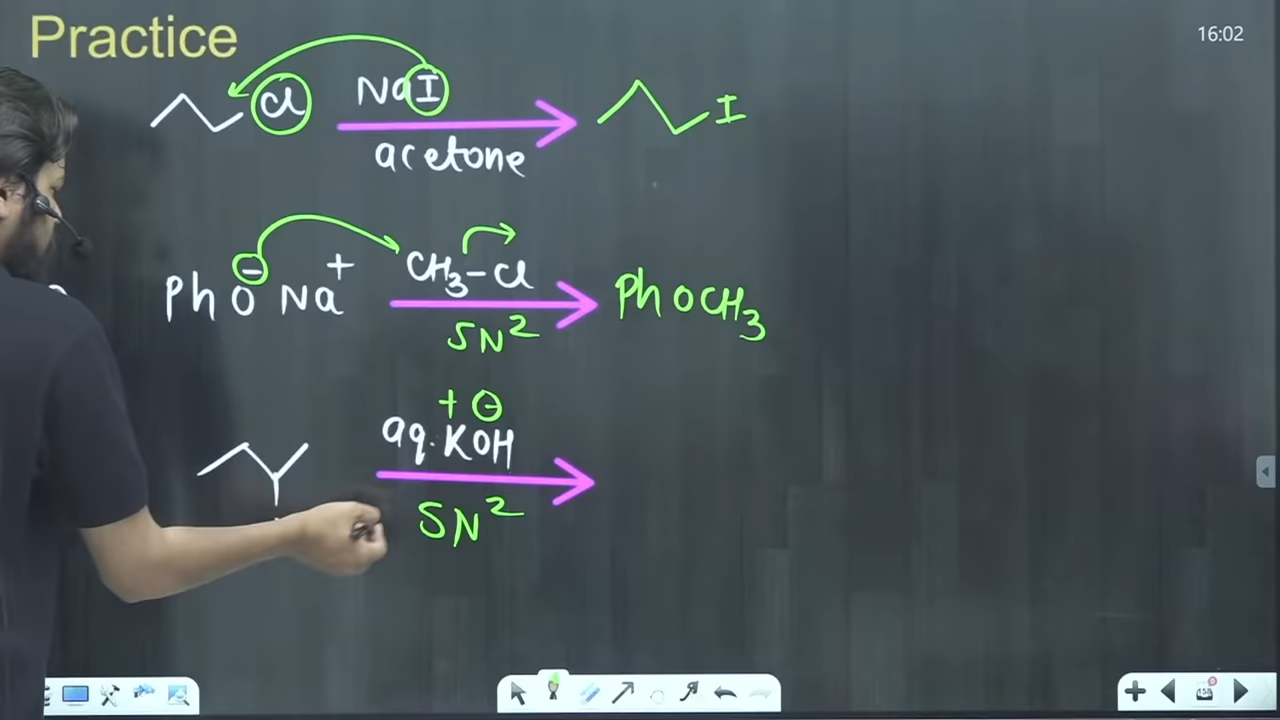 Practice
16:02
Cl NaI I
acetone
PhO⁻ Na⁺ CH₃-Cl PhOCH₃
SN²
+ ⊖
aq. KOH
SN²